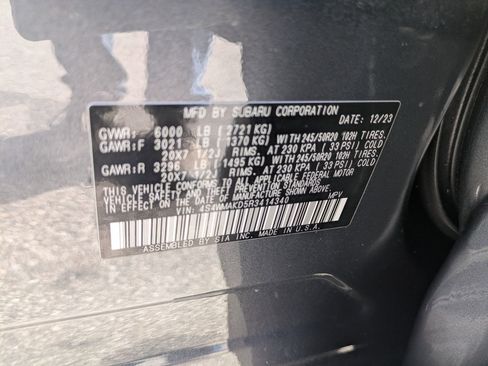 MFD BY SUBARU CORPORATION
DATE: 12/23
GVWR: 6000 LB (2721 KG)
GAWR:F 3021 LB (1370 KG) WITH 245/50R20 102H TIRES.
20X7 1/2J RIMS. AT 230 KPA (33 PSI) COLD
GAWR:R 3296 LB (1495 KG) WITH 245/50R20 102H TIRES.
20X7 1/2J RIMS. AT 230 KPA (33 PSI) COLD
THIS VEHICLE CONFORMS TO ALL APPLICABLE FEDERAL MOTOR
VEHICLE SAFETY AND THEFT PREVENTION STANDARDS IN
EFFECT ON THE DATE OF MANUFACTURE SHOWN ABOVE.
VIN: MPV
ASSEMBLED BY SIA INC. MADE IN U.S.A.